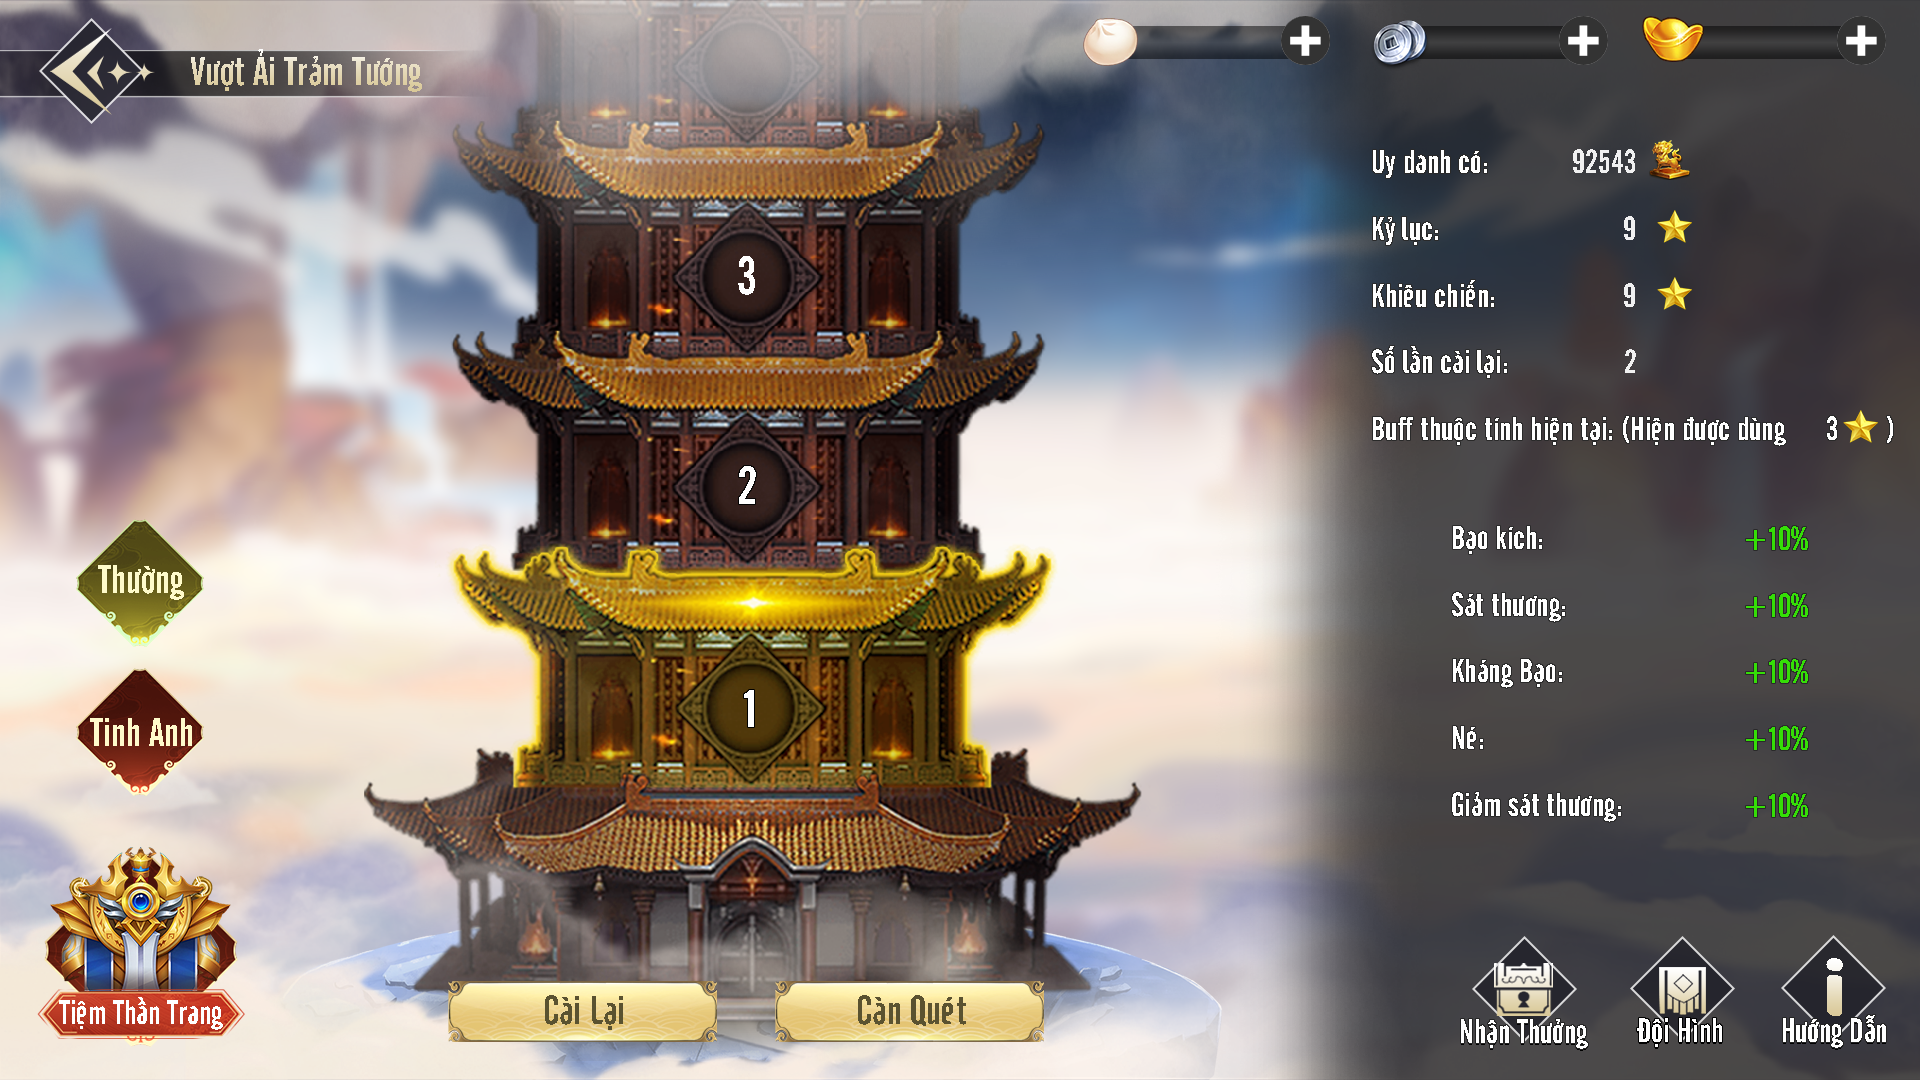 Vượt Ải Trảm Tướng
Uy danh có: 92543
Kỷ lục: 9
Khiêu chiến: 9
Số lần cài lại: 2
Buff thuộc tính hiện tại: (Hiện được dùng 3 )
Bạo kích: +10%
Sát thương: +10%
Kháng Bạo: +10%
Né: +10%
Giảm sát thương: +10%
3
2
1
Thường
Tinh Anh
Tiệm Thần Trang
Cài Lại
Càn Quét
Nhận Thưởng
Đội Hình
Hướng Dẫn